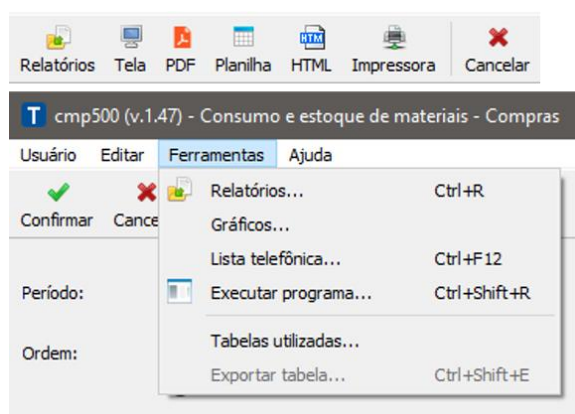 Relatórios Tela PDF Planilha HTML Impressora Cancelar
T cmp500 (v.1.47) - Consumo e estoque de materiais - Compras
Usuário Editar Ferramentas Ajuda
Confirmar Cance
Relatórios... Ctrl+R
Gráficos...
Lista telefônica... Ctrl+F12
Período:
Executar programa... Ctrl+Shift+R
Ordem:
Tabelas utilizadas...
Exportar tabela... Ctrl+Shift+E